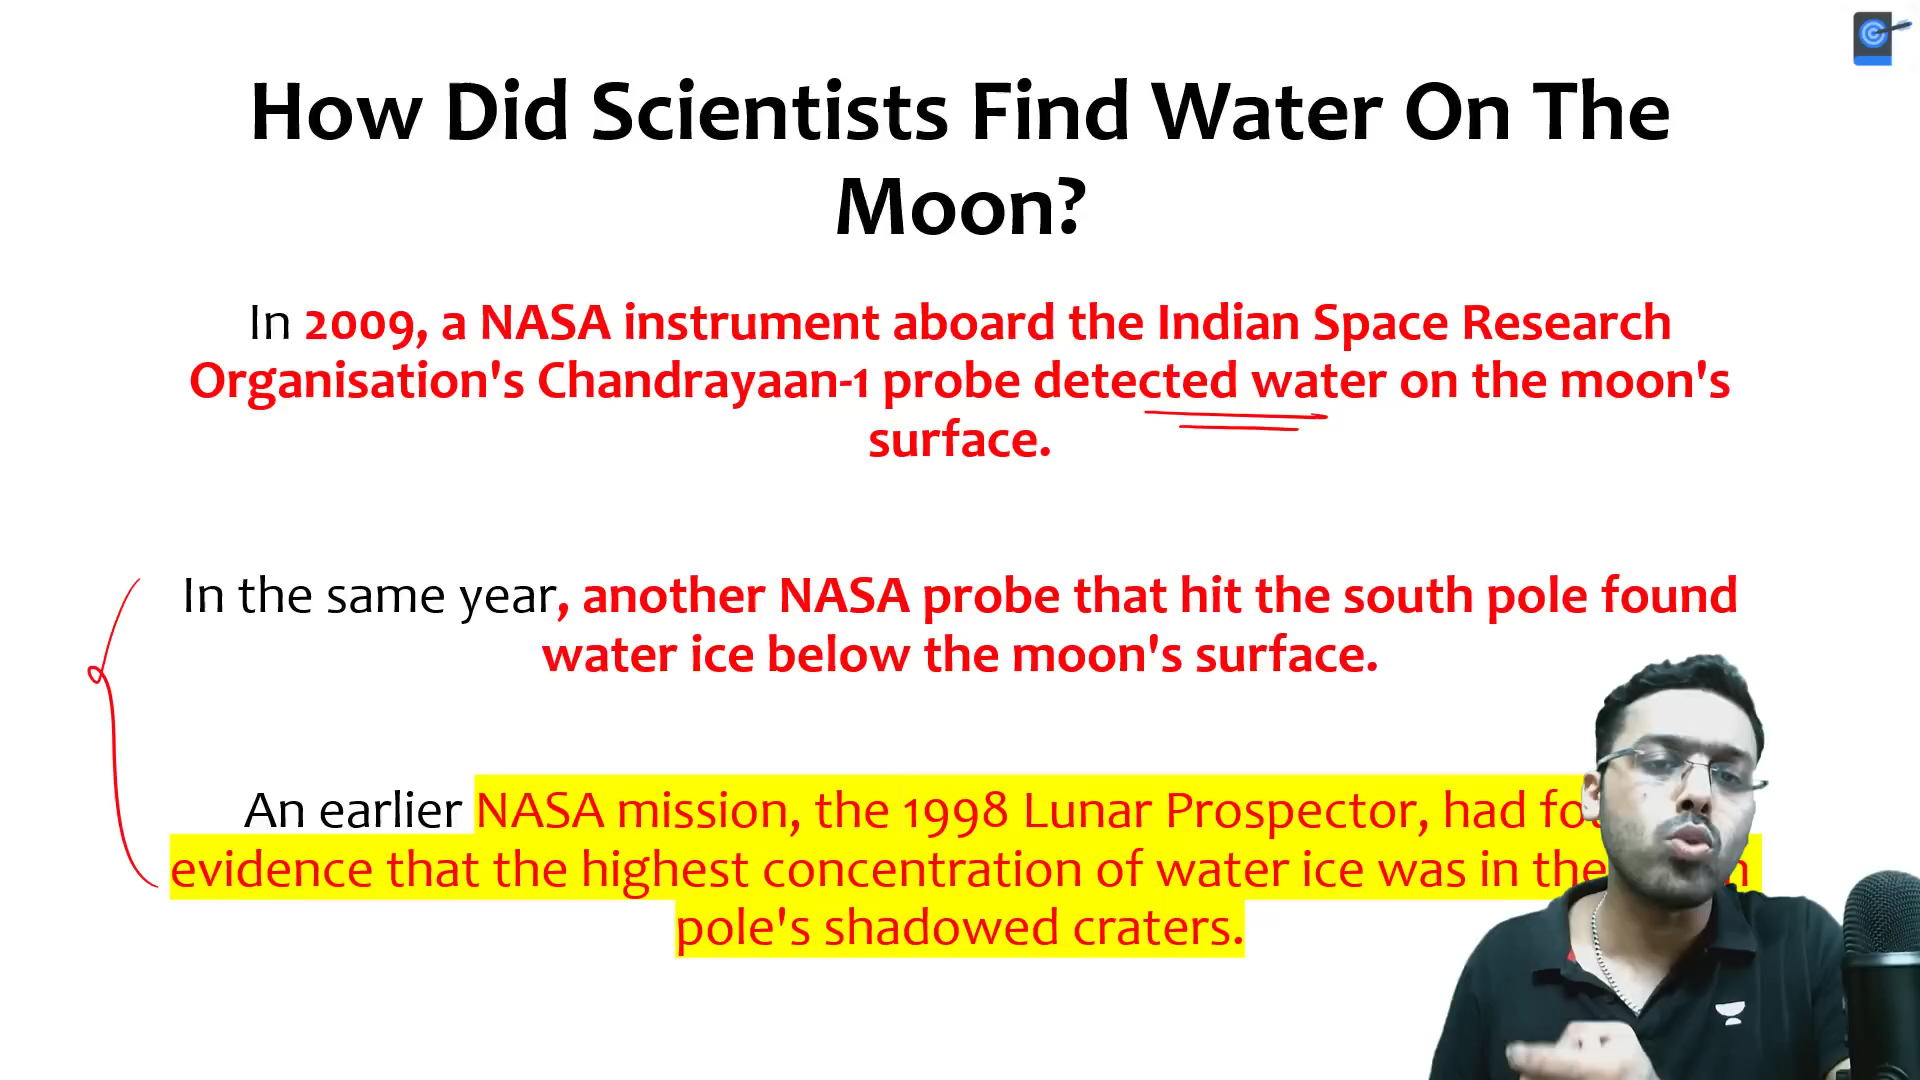 How Did Scientists Find Water On The
Moon?
In 2009, a NASA instrument aboard the Indian Space Research
Organisation's Chandrayaan-1 probe detected water on the moon's
surface.
In the same year, another NASA probe that hit the south pole found
water ice below the moon's surface.
An earlier NASA mission, the 1998 Lunar Prospector, had
evidence that the highest concentration of water ice was in the
pole's shadowed craters.